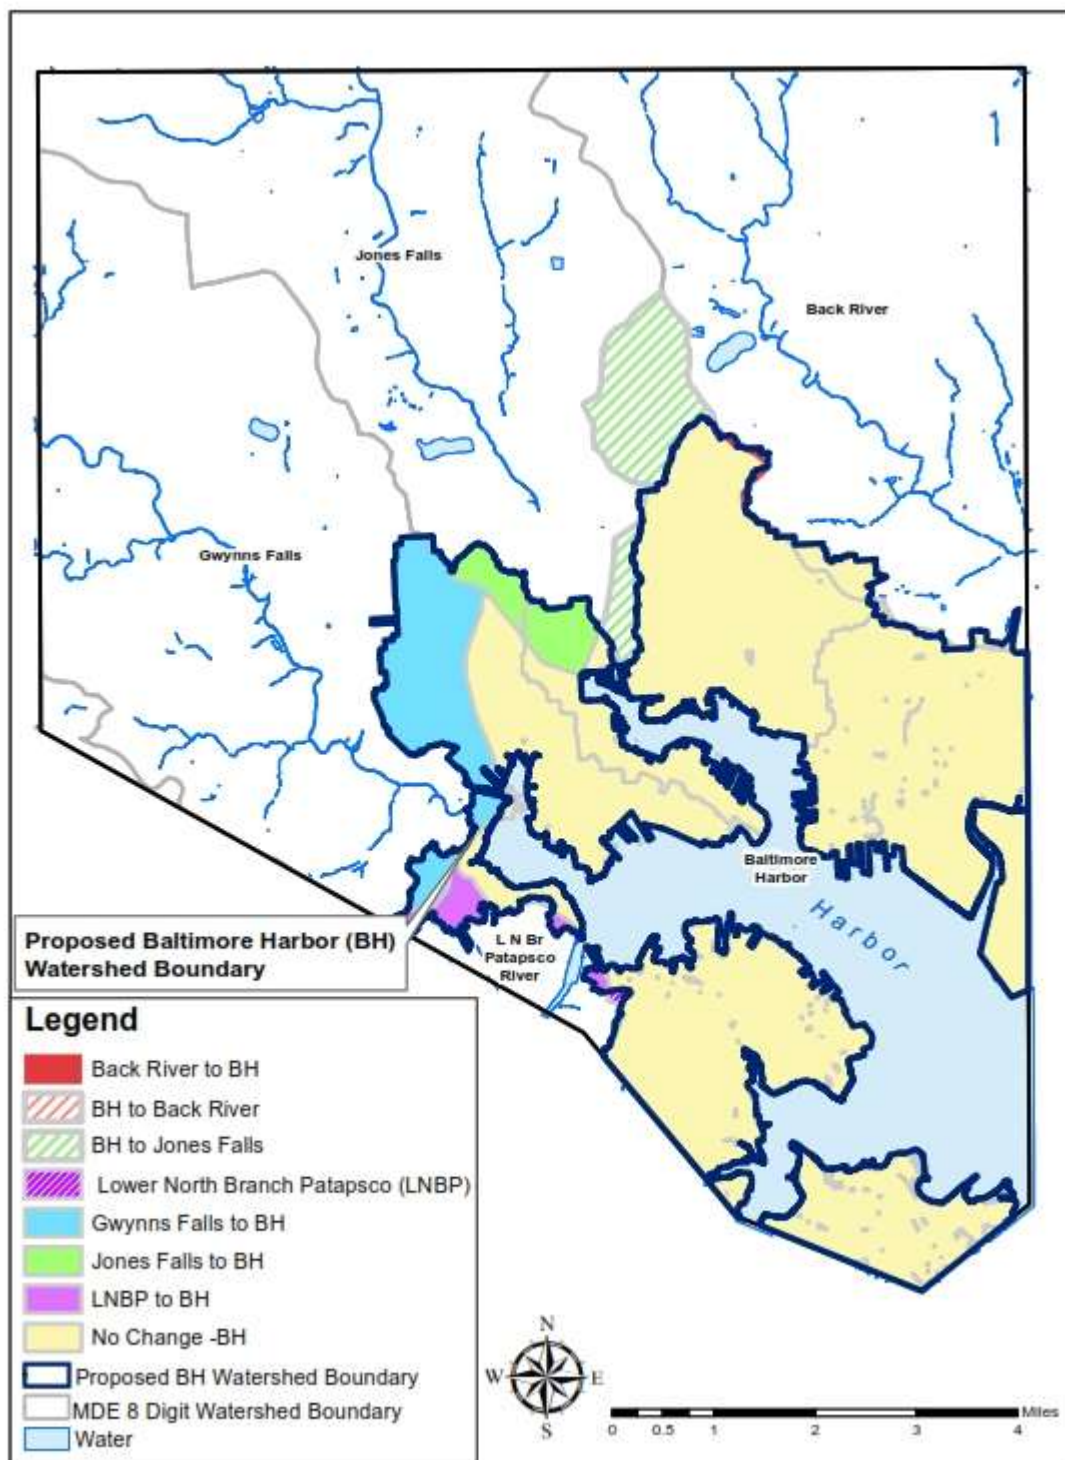 Jones Falls
Back River
Gwynns Falls
Baltimore
Harbor
Harbor
L N Br
Patapsco
River
Proposed Baltimore Harbor (BH)
Watershed Boundary
Legend
Back River to BH
BH to Back River
BH to Jones Falls
Lower North Branch Patapsco (LNBP)
Gwynns Falls to BH
Jones Falls to BH
LNBP to BH
No Change -BH
Proposed BH Watershed Boundary
MDE 8 Digit Watershed Boundary
Water
N
W E
S
Miles
0 0.5 1 2 3 4